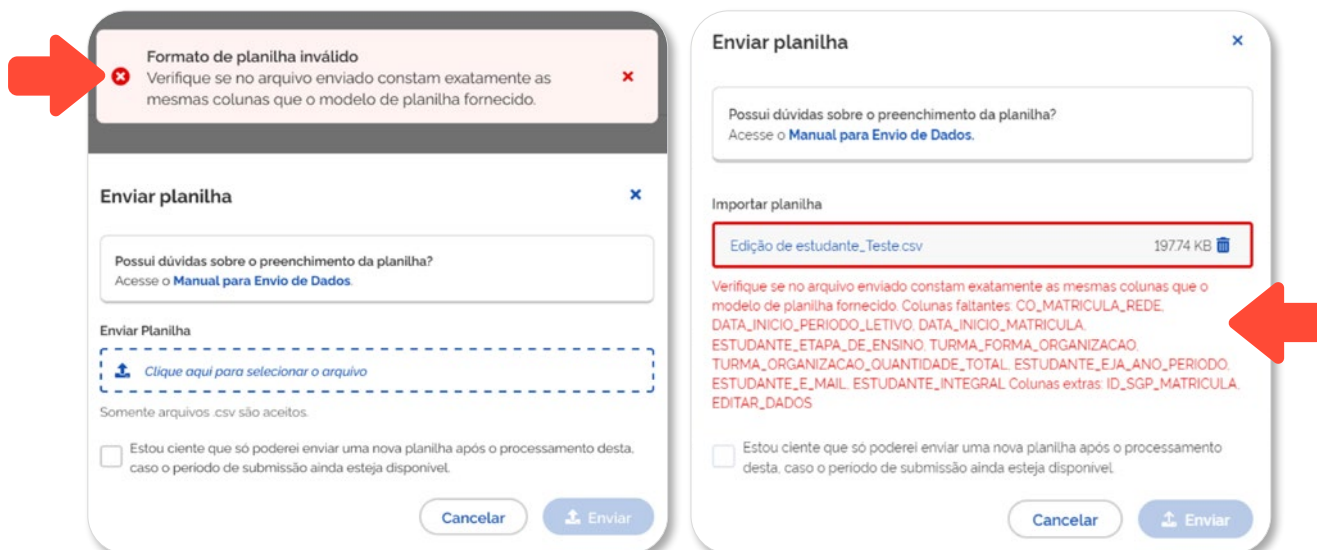 Formato de planilha inválido
Verifique se no arquivo enviado constam exatamente as
mesmas colunas que o modelo de planilha fornecido.
Enviar planilha
Possui dúvidas sobre o preenchimento da planilha?
Acesse o Manual para Envio de Dados.
Enviar Planilha
Clique aqui para selecionar o arquivo
Somente arquivos .csv são aceitos.
Estou ciente que só poderei enviar uma nova planilha após o processamento desta,
caso o período de submissão ainda esteja disponível.
Cancelar
Enviar
Enviar planilha
Possui dúvidas sobre o preenchimento da planilha?
Acesse o Manual para Envio de Dados.
Importar planilha
Edição de estudante_Teste.csv 197.74 KB
Verifique se no arquivo enviado constam exatamente as mesmas colunas que o
modelo de planilha fornecido. Colunas faltantes: CO_MATRICULA_REDE,
DATA_INICIO_PERIODO_LETIVO, DATA_INICIO_MATRICULA,
ESTUDANTE_ETAPA_DE_ENSINO, TURMA_FORMA_ORGANIZACAO,
TURMA_ORGANIZACAO_QUANTIDADE_TOTAL, ESTUDANTE_EJA_ANO_PERIODO,
ESTUDANTE_E_MAIL, ESTUDANTE_INTEGRAL Colunas extras: ID_SGP_MATRICULA,
EDITAR_DADOS
Estou ciente que só poderei enviar uma nova planilha após o processamento
desta, caso o período de submissão ainda esteja disponível.
Cancelar
Enviar